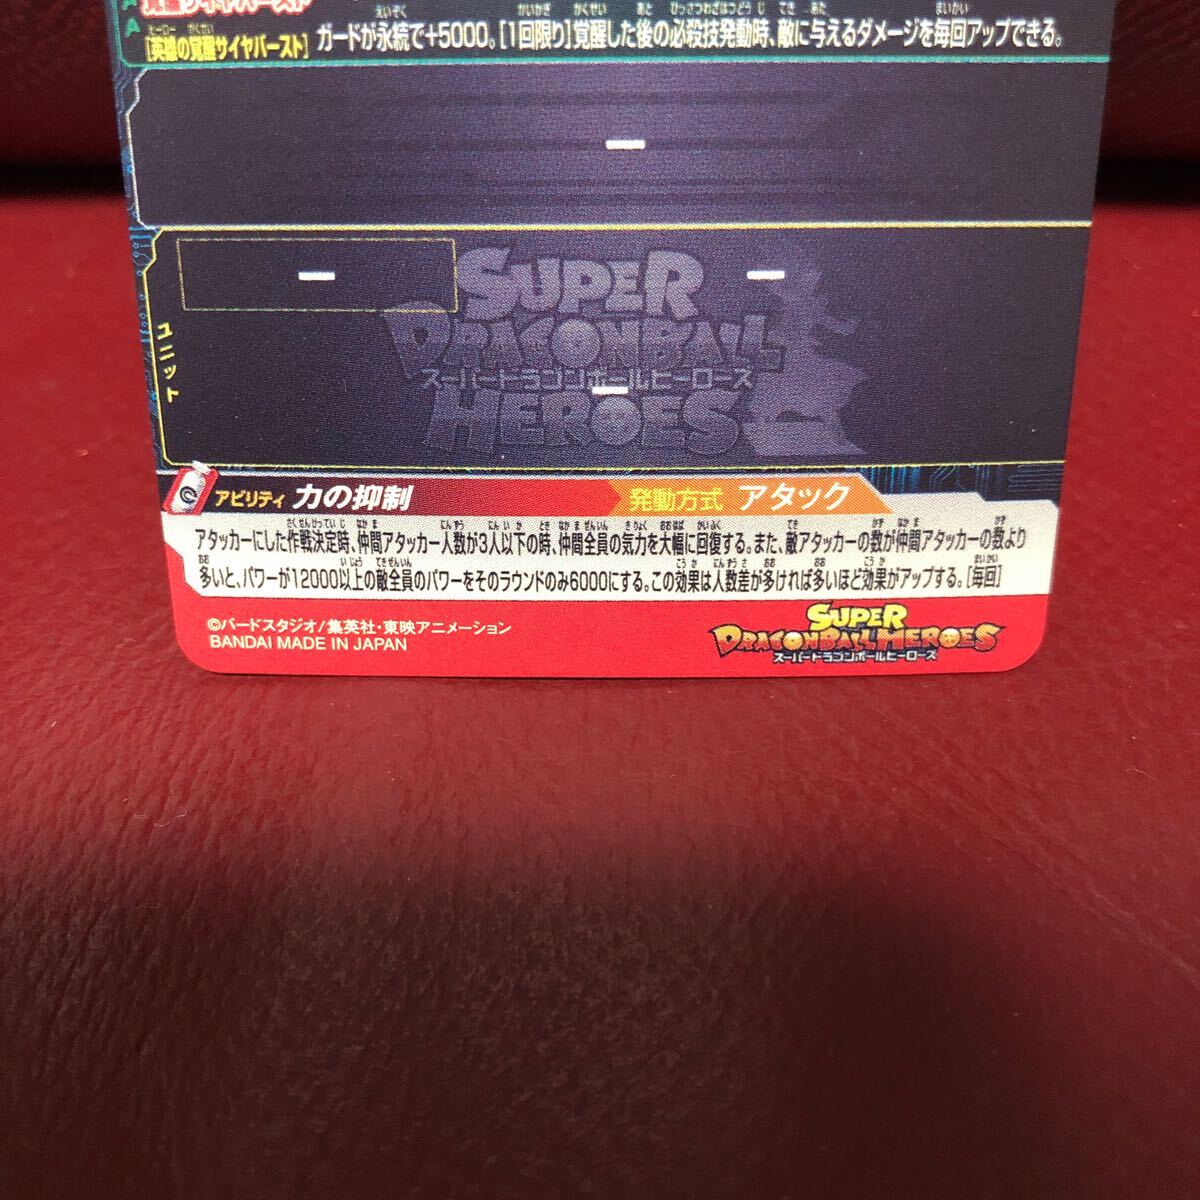 サイヤバースト
[英雄の覚醒サイヤバースト] ガードが永続で+5000。[1回限り]覚醒した後の必殺技発動時、敵に与えるダメージを毎回アップできる。
ー
ー ー
SUPER
DRAGONBALL
スーパードラゴンボールヒーローズ
ー
HEROES
ユニット
アビリティ 力の抑制 発動方式 アタック
アタッカーにした作戦決定時、仲間アタッカー人数が3人以下の時、仲間全員の気力を大幅に回復する。また、敵アタッカーの数が仲間アタッカーの数より
多いと、パワーが12000以上の敵全員のパワーをそのラウンドのみ6000にする。この効果は人数差が多ければ多いほど効果がアップする。[毎回]
©バードスタジオ/集英社・東映アニメーション
BANDAI MADE IN JAPAN
SUPER
DRAGONBALL HEROES
スーパードラゴンボールヒーローズ